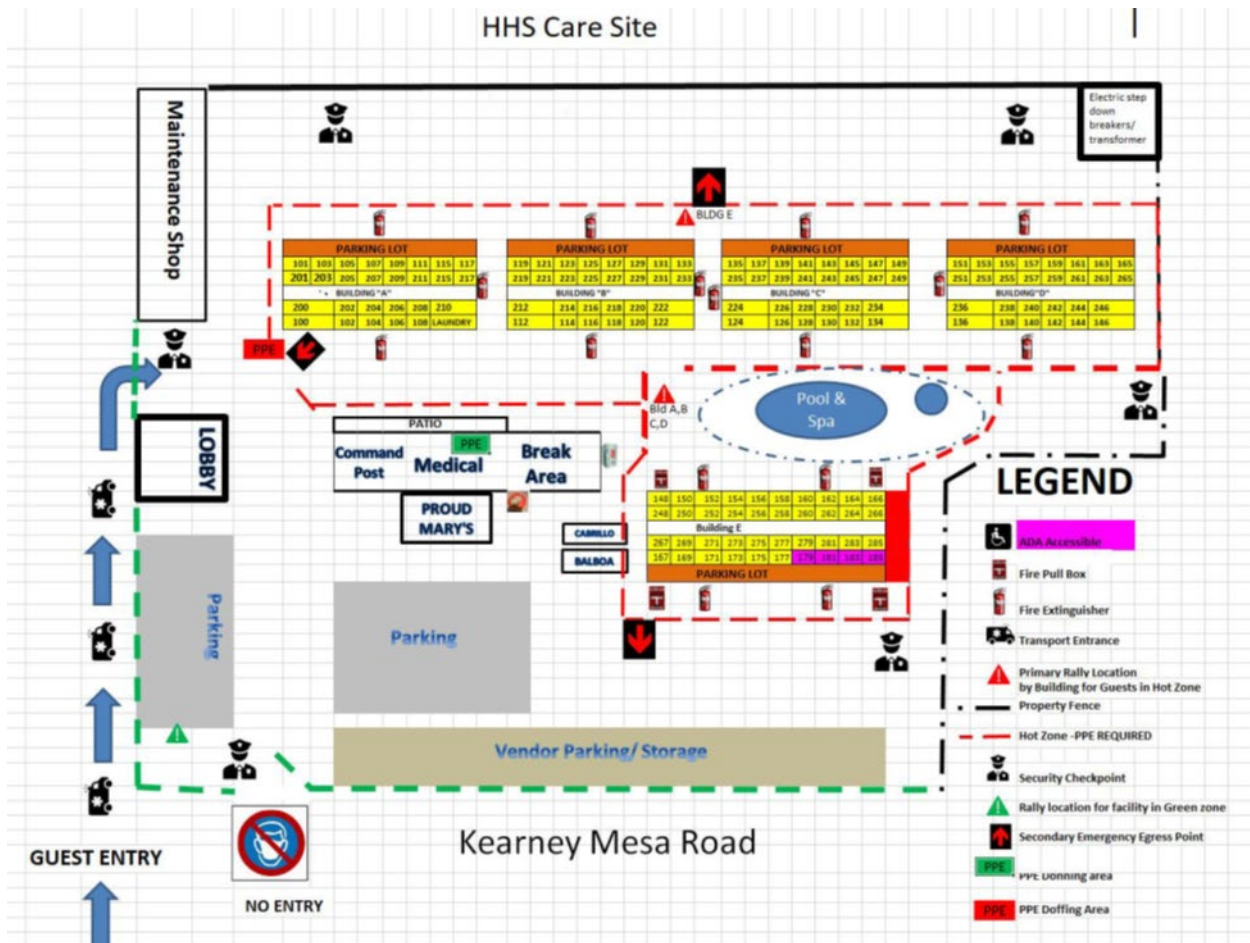 HHS Care Site
Maintenance Shop
Electric step
down
breakers/
transformer
BLDG E
PARKING LOT
101 103 105 107 109 111 115 117
201 203 205 207 209 211 215 217
BUILDING "A"
200 202 204 206 208 210
100 102 104 106 108 LAUNDRY
PARKING LOT
119 121 123 125 127 129 131 133
219 221 223 225 227 229 231 233
BUILDING "B"
212 214 216 218 220 222
112 114 116 118 120 122
PARKING LOT
135 137 139 141 143 145 147 149
235 237 239 241 243 245 247 249
BUILDING "C"
224 226 228 230 232 234
124 126 128 130 132 134
PARKING LOT
151 153 155 157 159 161 163 165
251 253 255 257 259 261 263 265
BUILDING"D"
236 238 240 242 244 246
136 138 140 142 144 146
PPE
Bld A,B
C,D
Pool &
Spa
LOBBY
PATIO
Command
Post
PPE
Medical
Break
Area
PROUD
MARY'S
CABRILLO
BALBOA
148 150 152 154 156 158 160 162 164 166
248 250 252 254 256 258 260 262 264 266
Building E
267 269 271 273 275 277 279 281 283 285
167 169 171 173 175 177 179 181 183 185
PARKING LOT
Parking
Parking
Vendor Parking/ Storage
Kearney Mesa Road
GUEST ENTRY
NO ENTRY
LEGEND
ADA Accessible
Fire Pull Box
Fire Extinguisher
Transport Entrance
Primary Rally Location
by Building for Guests in Hot Zone
Property Fence
Hot Zone -PPE REQUIRED
Security Checkpoint
Rally location for facility in Green zone
Secondary Emergency Egress Point
PPE PPE Donning area
PPE PPE Doffing Area